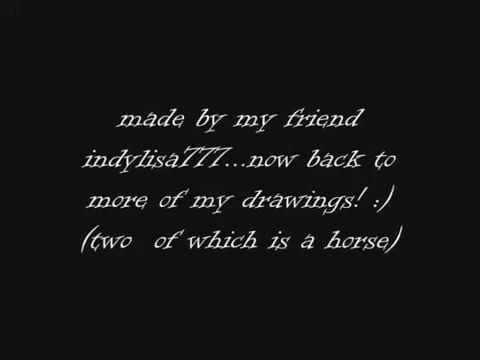 made by my friend
indylisa777...now back to
more of my drawings! :)
(two of which is a horse)